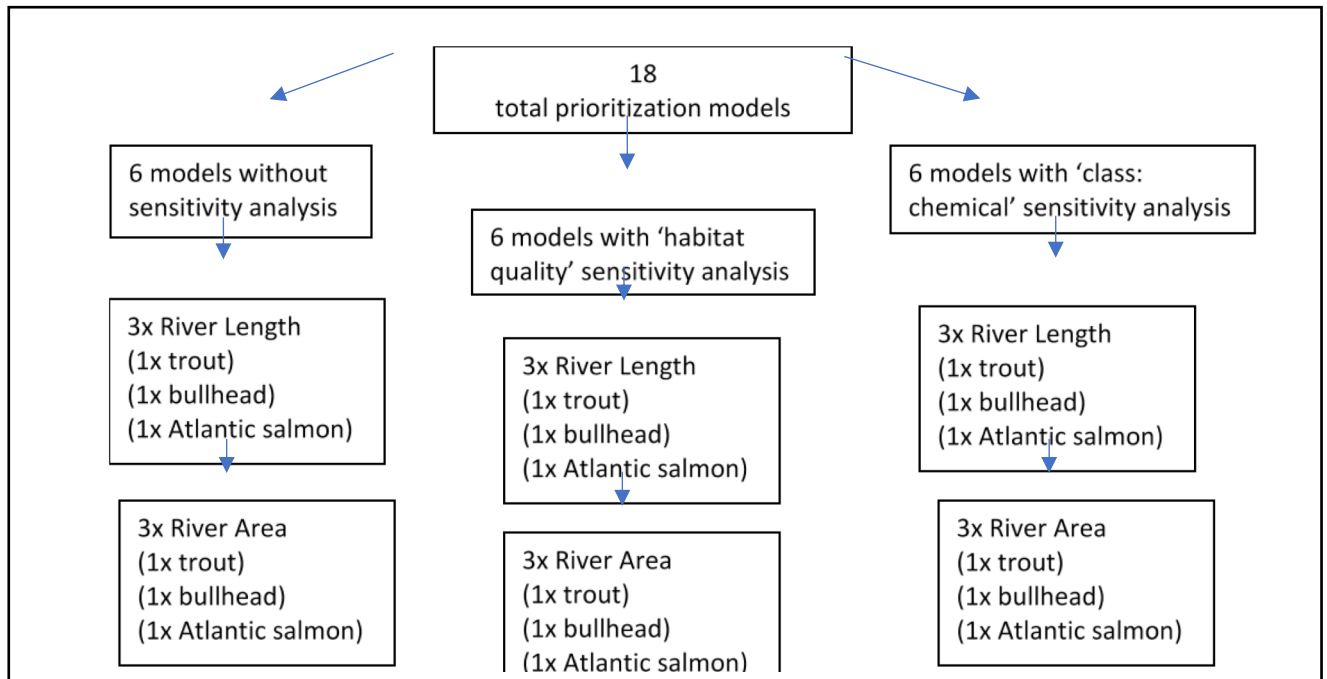 18
total prioritization models
6 models without
sensitivity analysis
3x River Length
(1x trout)
(1x bullhead)
(1x Atlantic salmon)
3x River Area
(1x trout)
(1x bullhead)
(1x Atlantic salmon)
6 models with ‘habitat
quality’ sensitivity analysis
3x River Length
(1x trout)
(1x bullhead)
(1x Atlantic salmon)
3x River Area
(1x trout)
(1x bullhead)
(1x Atlantic salmon)
6 models with ‘class:
chemical’ sensitivity analysis
3x River Length
(1x trout)
(1x bullhead)
(1x Atlantic salmon)
3x River Area
(1x trout)
(1x bullhead)
(1x Atlantic salmon)